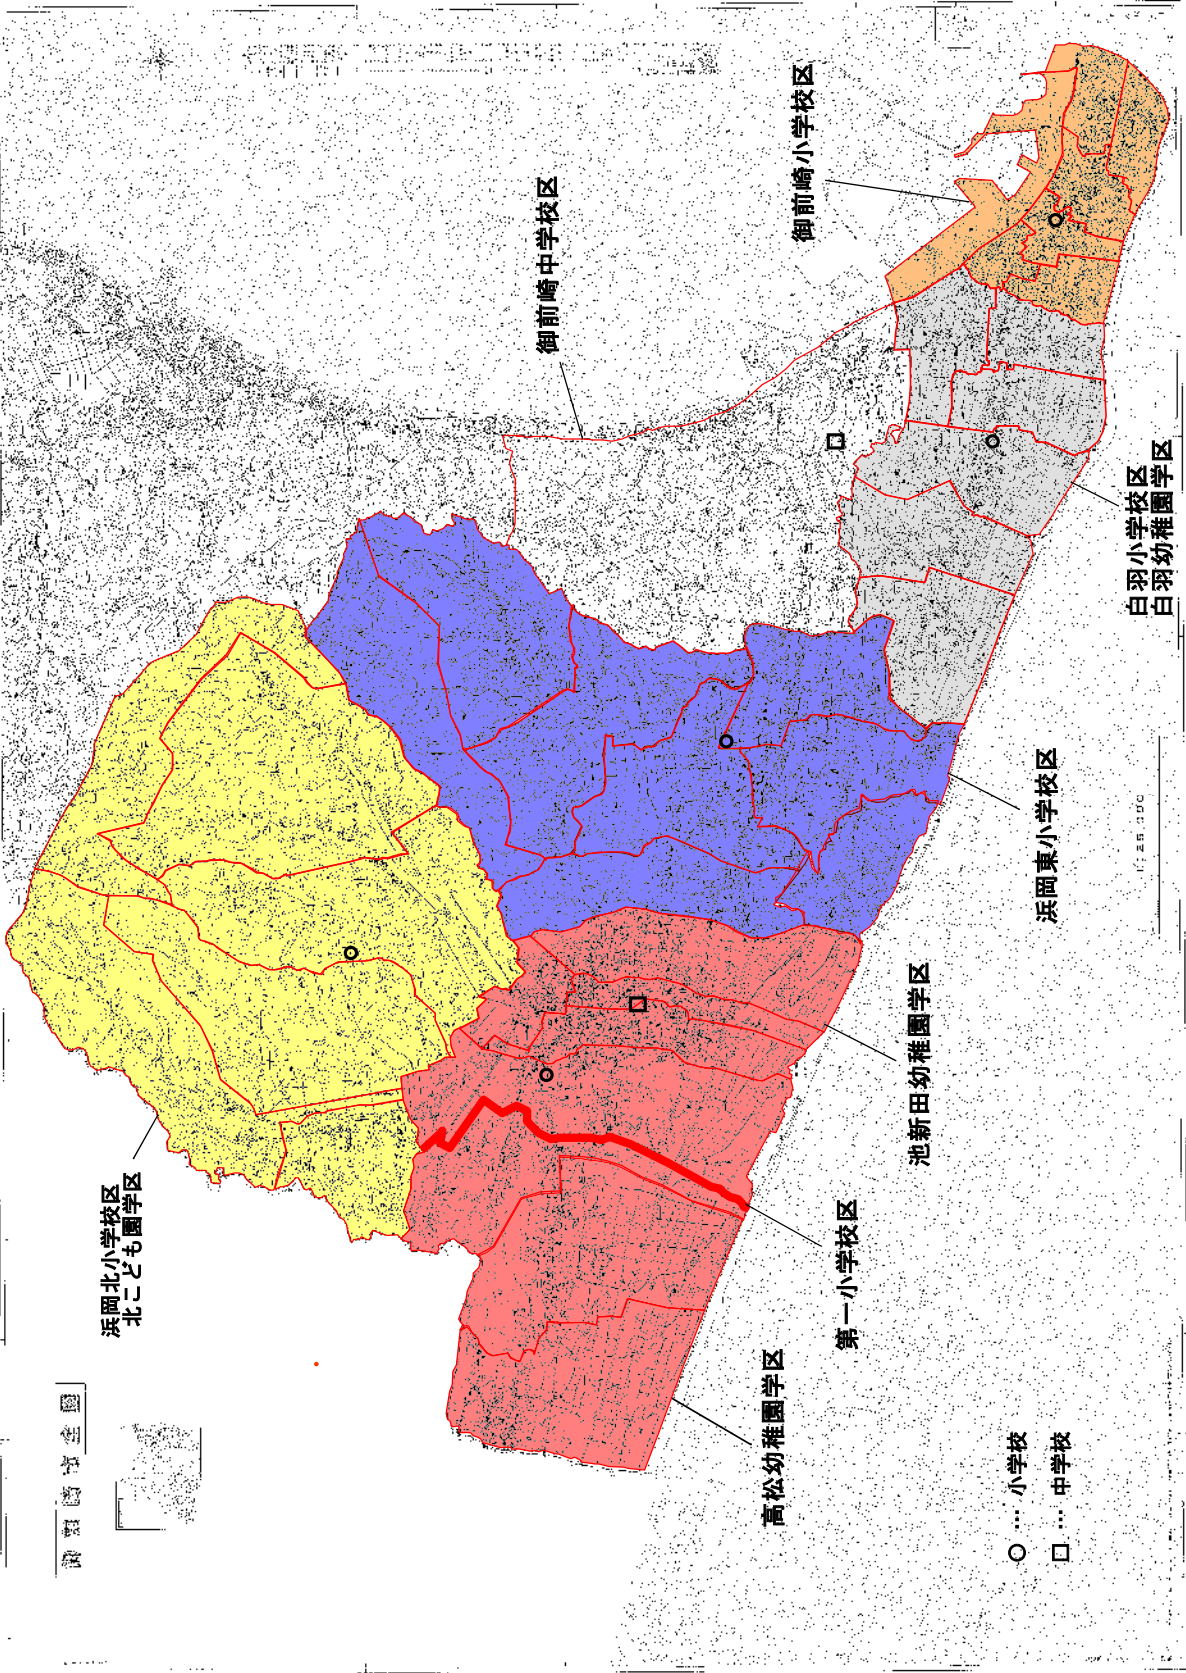 御前崎小学校区
御前崎中学校区
白羽小学校区
白羽幼稚園学区
浜岡東小学校区
池新田幼稚園学区
浜岡北小学校区
北こども園学区
第一小学校区
高松幼稚園学区
○ … 小学校
□ … 中学校